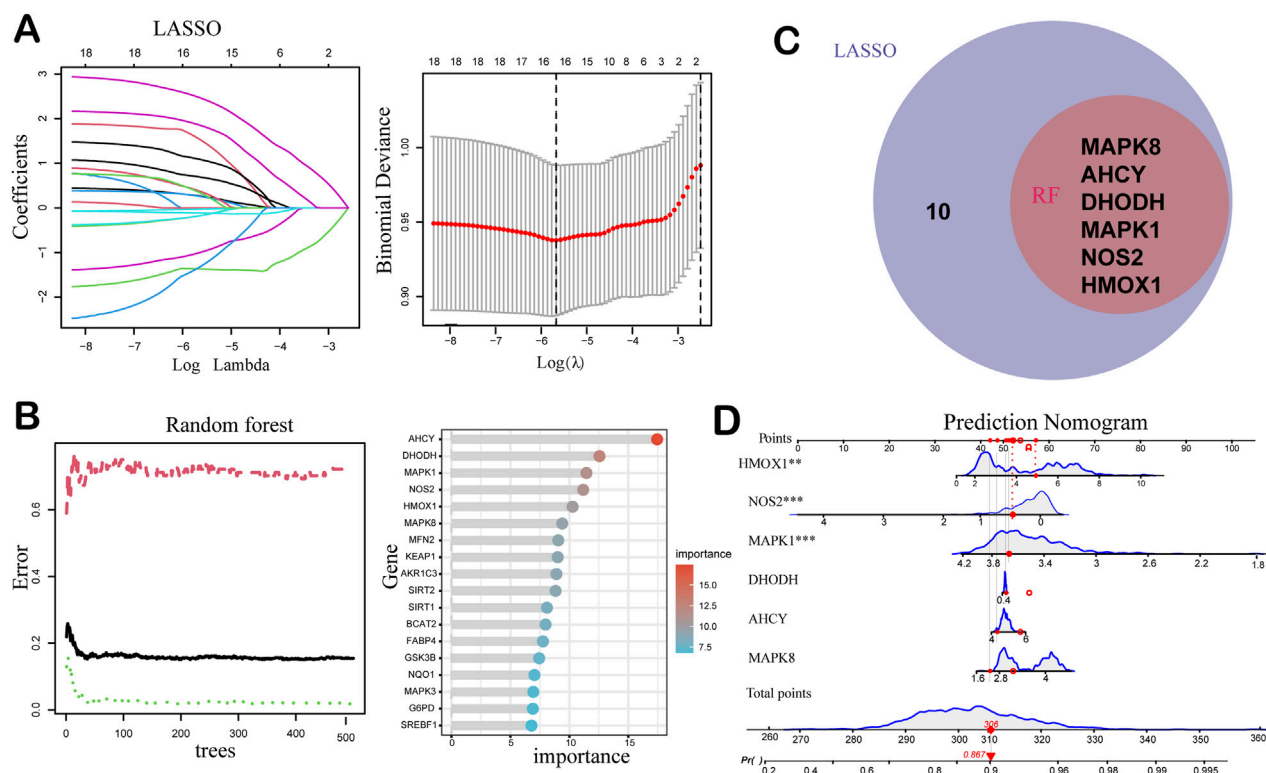 A
LASSO
18 18 16 15 6 2
Coefficients
3
2
1
0
1
−2
−8 −7 −6 −5 −4 −3
Log Lambda
18 18 18 18 17 16 16 15 10 8 6 3 2 2
Binomial Deviance
1.00
0.95
0.90
−8 −7 −6 −5 −4 −3
Log(λ)
C
LASSO
RF
10
MAPK8
AHCY
DHODH
MAPK1
NOS2
HMOX1
B
Random forest
Error
0.6
0.4
0.2
0.0
0 100 200 300 400 500
trees
Gene
AHCY
DHODH
MAPK1
NOS2
HMOX1
MAPK8
MFN2
KEAP1
AKR1C3
SIRT2
SIRT1
BCAT2
FABP4
GSK3B
NQO1
MAPK3
G6PD
SREBF1
0 5 10 15
importance
importance
15.0
12.5
10.0
7.5
D
Prediction Nomogram
Points
0 10 20 30 40 50 60 70 80 90 100
HMOX1**
0 2 4 6 8 10
NOS2***
4 3 2 1 0
MAPK1***
4.2 3.8 3.4 3 2.6 2.2 1.8
DHODH
0.4
AHCY
4 6
MAPK8
1.6 2.8 4
Total points
306
260 270 280 290 300 310 320 330 340 350 360
0.867
Pr( )
0.2 0.4 0.6 0.8 0.9 0.96 0.98 0.99 0.995